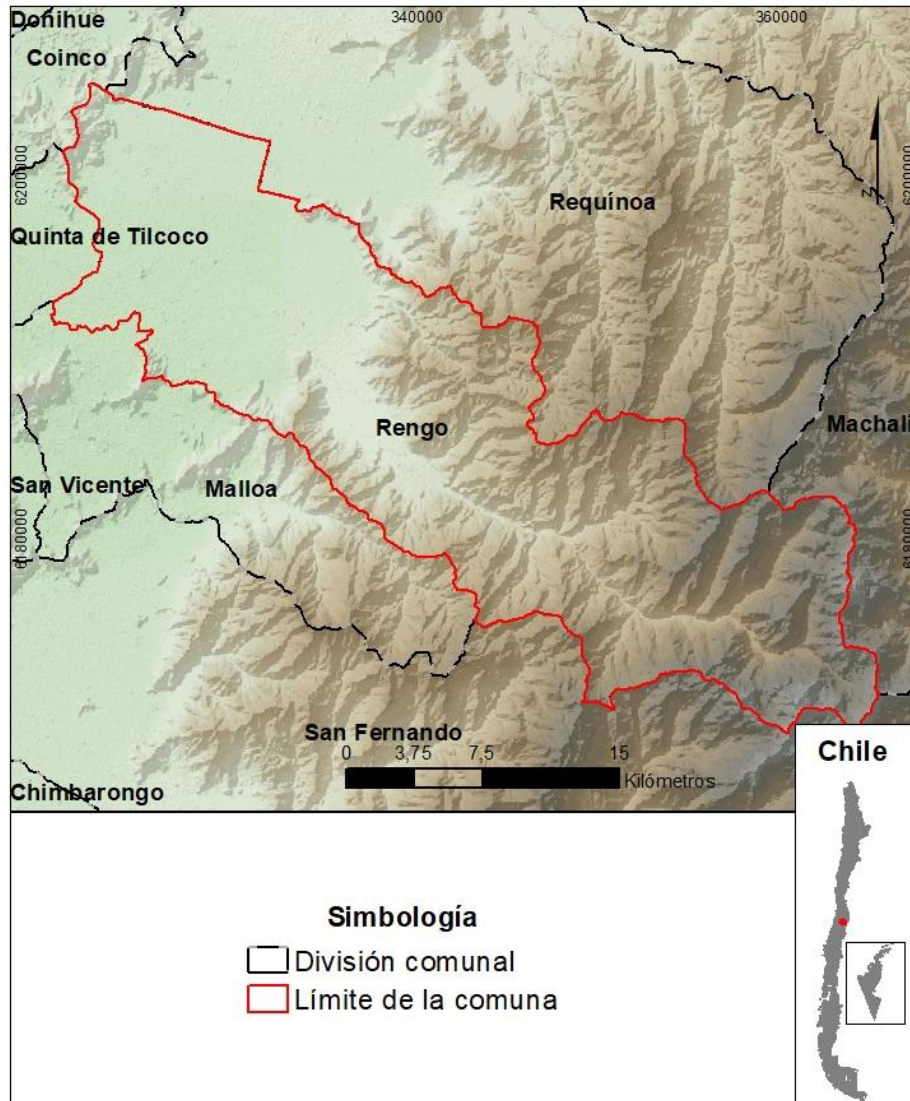 Doñihue
340000
360000
Coinco
6200000
6200000
N
Requínoa
Quinta de Tilcoco
Rengo
Machalí
San Vicente
Malloa
6180000
6180000
San Fernando
0 3,75 7,5 15
Kilómetros
Chimbarongo
Chile
Simbología
División comunal
Límite de la comuna